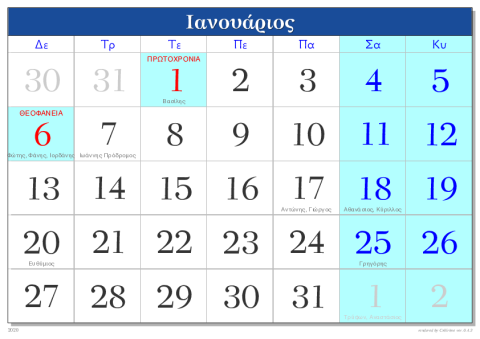 Ιανουάριος
Δε Τρ Τε Πε Πα Σα Κυ
ΠΡΩΤΟΧΡΟΝΙΑ
30 31 1 2 3 4 5
Βασίλης
ΘΕΟΦΑΝΕΙΑ
6 7 8 9 10 11 12
Φώτης, Φάνης, Ιορδάνης Ιωάννης Πρόδρομος
13 14 15 16 17 18 19
Αντώνης, Γιώργος Αθανάσιος, Κύριλλος
20 21 22 23 24 25 26
Ευθύμιος Γρηγόρης
27 28 29 30 31 1 2
2020